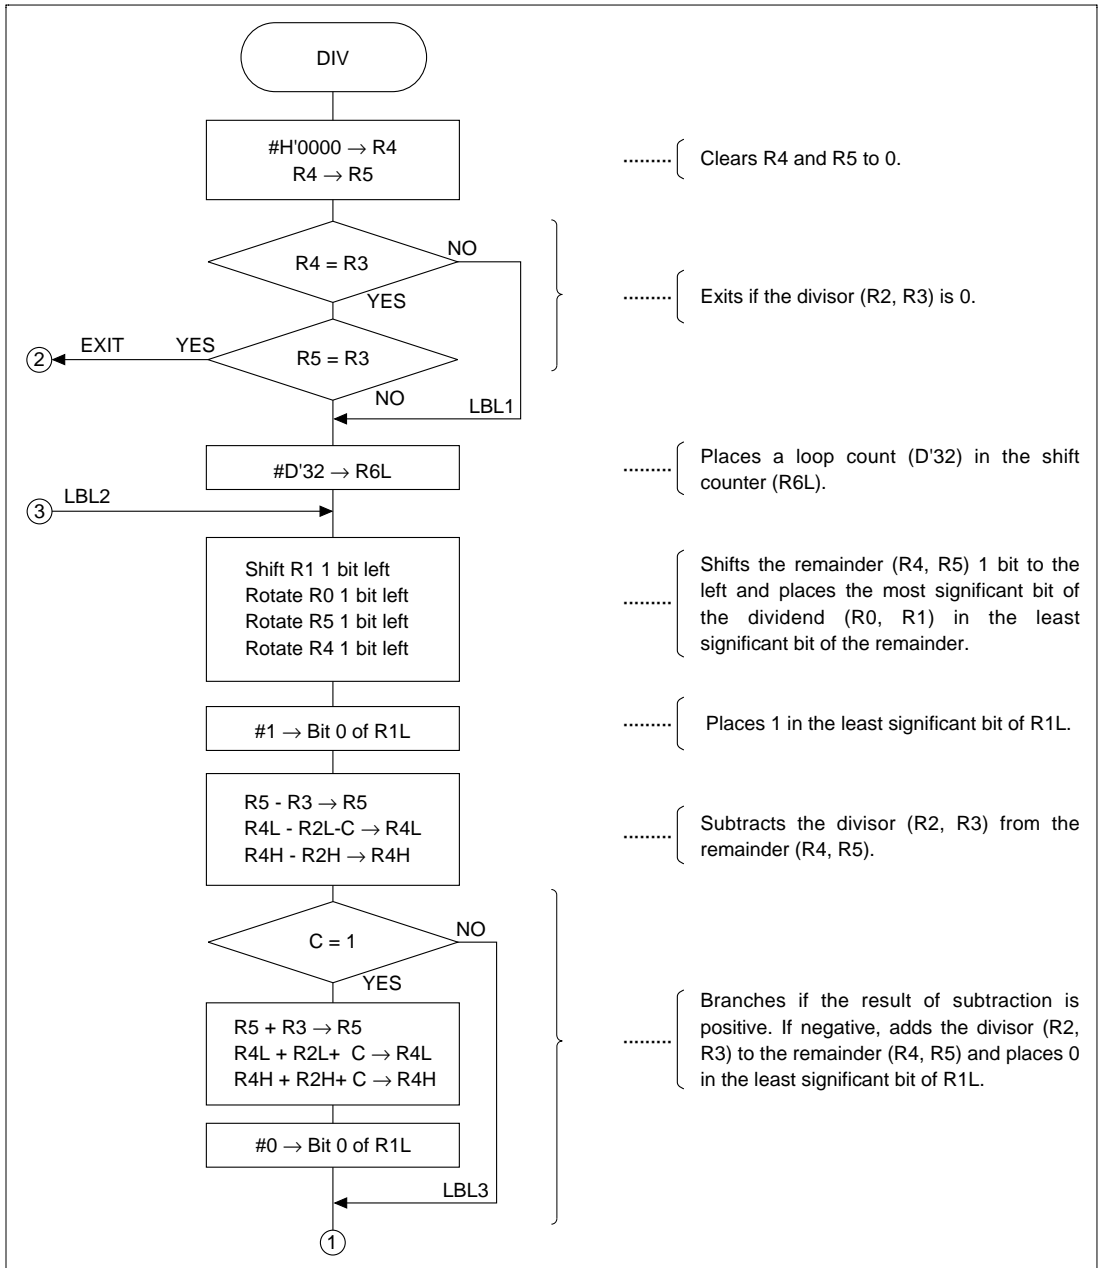 DIV
#H'0000 → R4
R4 → R5
......... Clears R4 and R5 to 0.
R4 = R3
NO
YES
......... Exits if the divisor (R2, R3) is 0.
R5 = R3
YES
EXIT
2
NO
LBL1
#D'32 → R6L
......... Places a loop count (D'32) in the shift
counter (R6L).
3
LBL2
Shift R1 1 bit left
Rotate R0 1 bit left
Rotate R5 1 bit left
Rotate R4 1 bit left
......... Shifts the remainder (R4, R5) 1 bit to the
left and places the most significant bit of
the dividend (R0, R1) in the least
significant bit of the remainder.
#1 → Bit 0 of R1L
......... Places 1 in the least significant bit of R1L.
R5 - R3 → R5
R4L - R2L-C → R4L
R4H - R2H → R4H
......... Subtracts the divisor (R2, R3) from the
remainder (R4, R5).
C = 1
NO
YES
R5 + R3 → R5
R4L + R2L+ C → R4L
R4H + R2H+ C → R4H
......... Branches if the result of subtraction is
positive. If negative, adds the divisor (R2,
R3) to the remainder (R4, R5) and places 0
in the least significant bit of R1L.
#0 → Bit 0 of R1L
LBL3
1